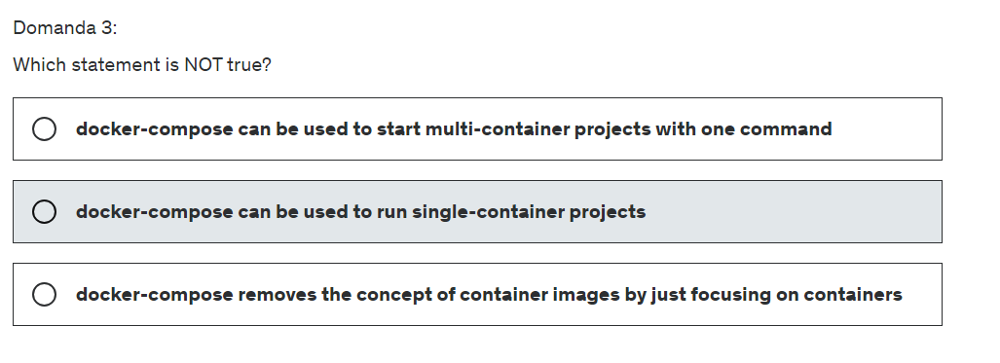 Domanda 3:
Which statement is NOT true?
docker-compose can be used to start multi-container projects with one command
docker-compose can be used to run single-container projects
docker-compose removes the concept of container images by just focusing on containers